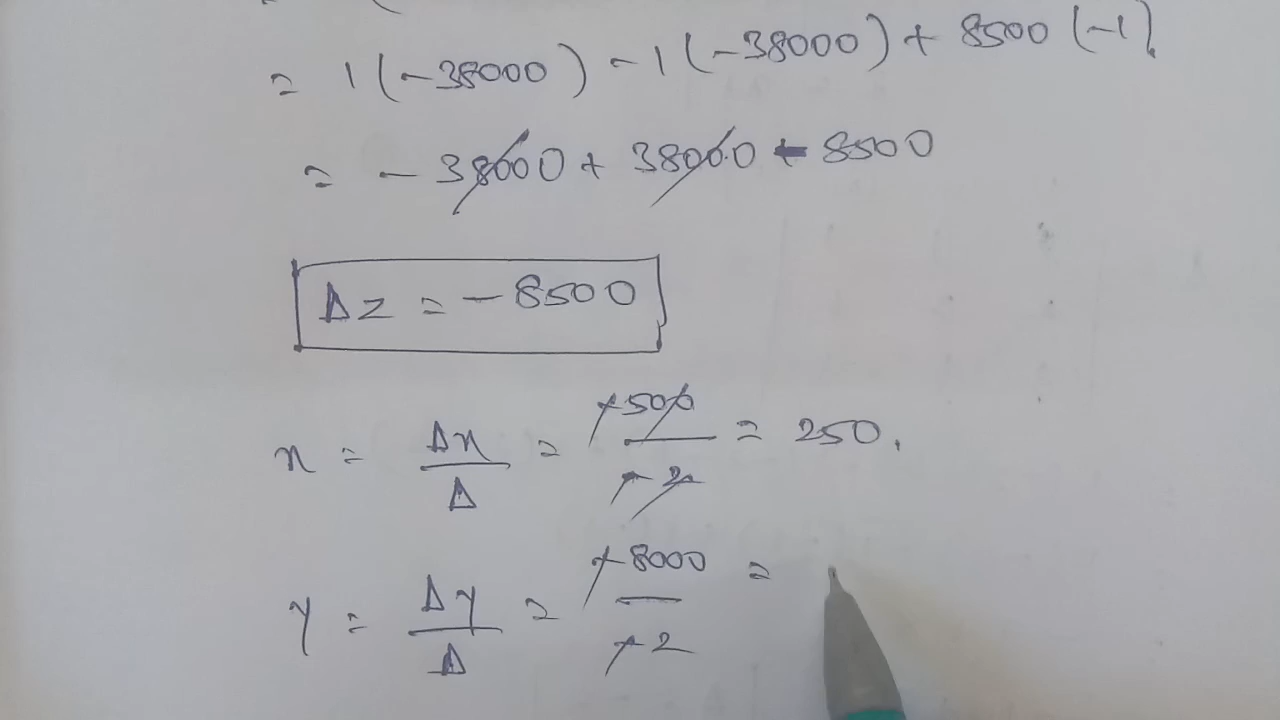 = 1(-38000) - 1(-38000) + 8500(-1)
= - 38000 + 38000 - 8500
Δz = -8500
x = Δx/Δ = -500/-2 = 250.
y = Δy/Δ = -8000/-2 =